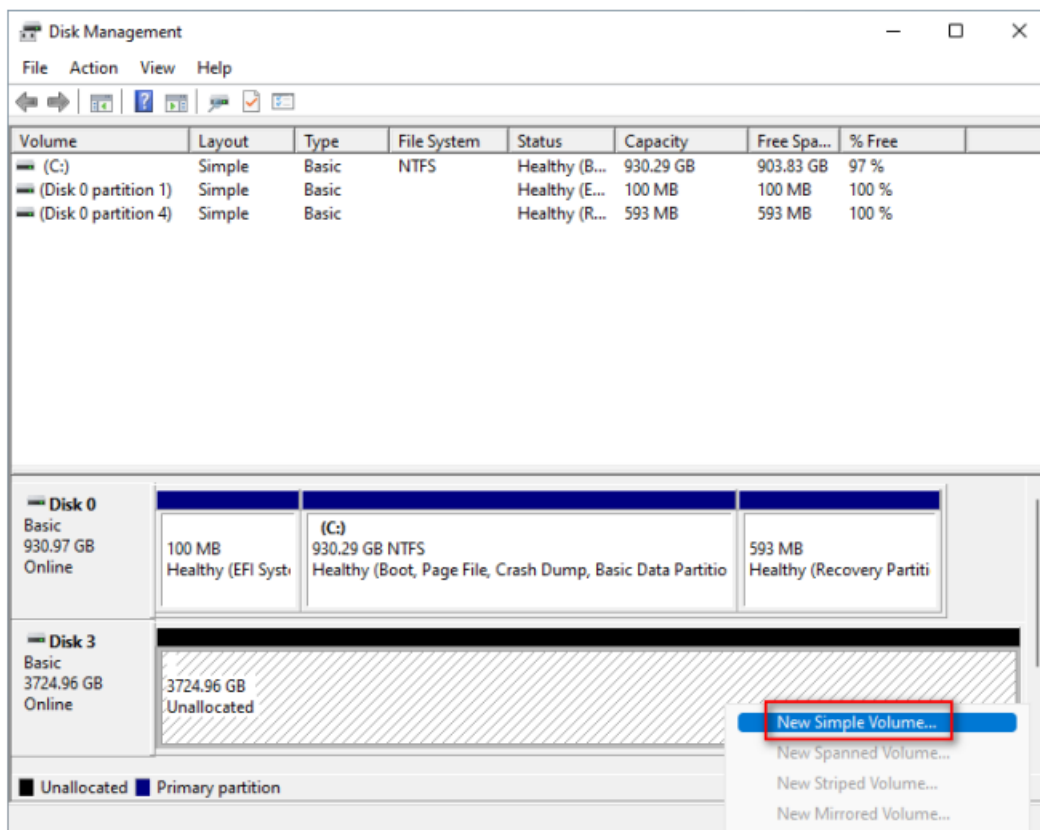 Disk Management
File Action View Help
Volume Layout Type File System Status Capacity Free Spa... % Free
(C:) Simple Basic NTFS Healthy (B... 930.29 GB 903.83 GB 97 %
(Disk 0 partition 1) Simple Basic Healthy (E... 100 MB 100 MB 100 %
(Disk 0 partition 4) Simple Basic Healthy (R... 593 MB 593 MB 100 %
Disk 0
Basic
930.97 GB
Online
100 MB
Healthy (EFI Syst
(C:)
930.29 GB NTFS
Healthy (Boot, Page File, Crash Dump, Basic Data Partitio
593 MB
Healthy (Recovery Partiti
Disk 3
Basic
3724.96 GB
Online
3724.96 GB
Unallocated
New Simple Volume...
New Spanned Volume...
New Striped Volume...
New Mirrored Volume...
Unallocated Primary partition